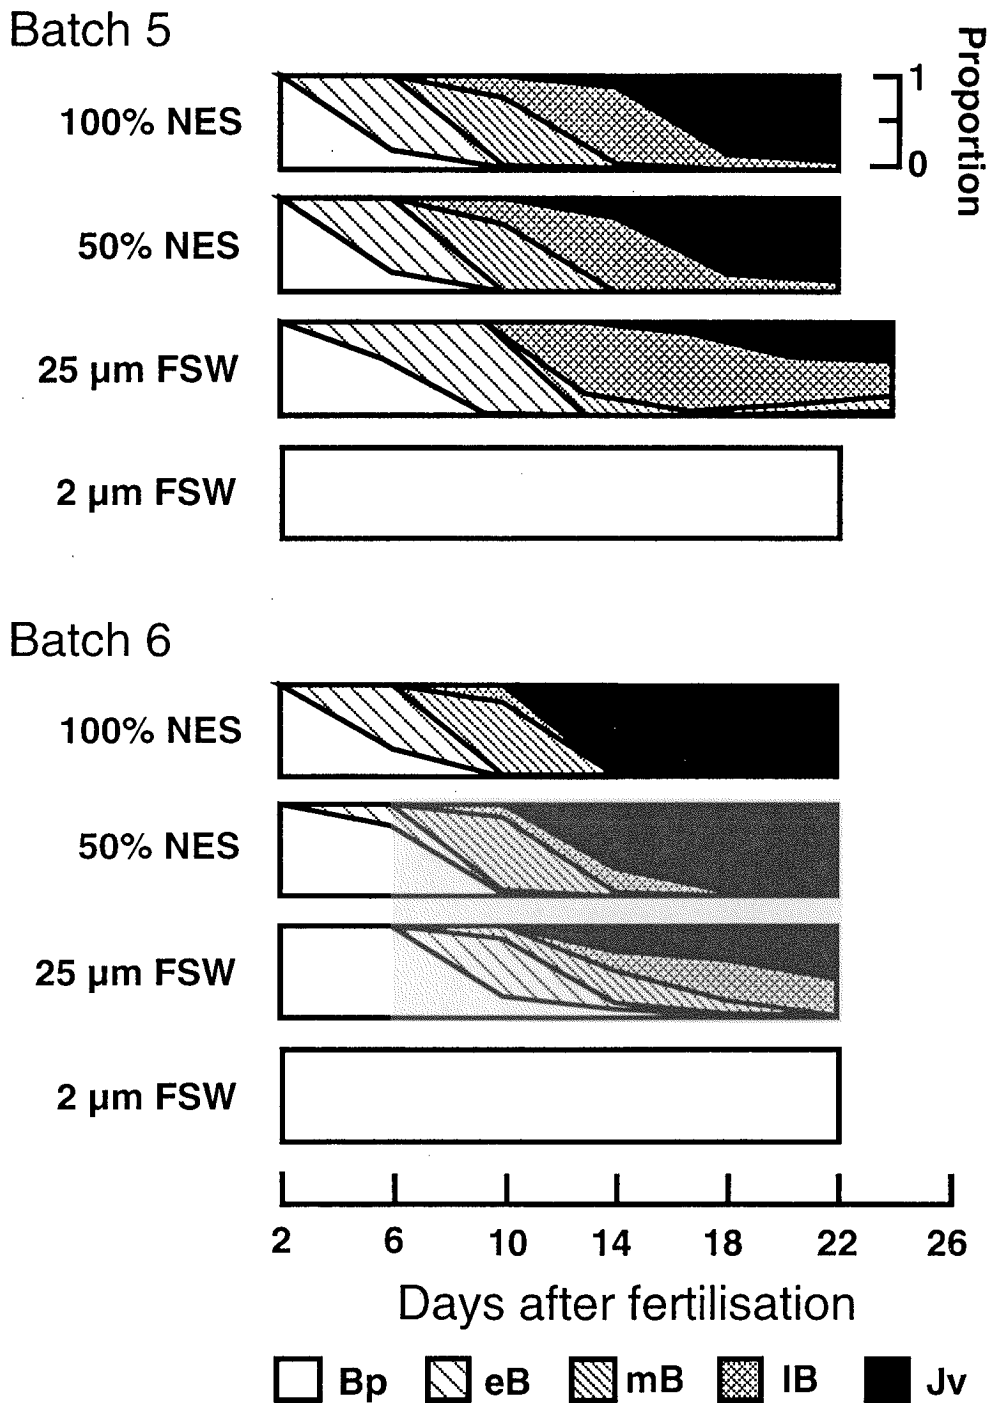 Batch 5
Proportion
100% NES
1
0
50% NES
25 µm FSW
2 µm FSW
Batch 6
100% NES
50% NES
25 µm FSW
2 µm FSW
2 6 10 14 18 22 26
Days after fertilisation
Bp eB mB lB Jv